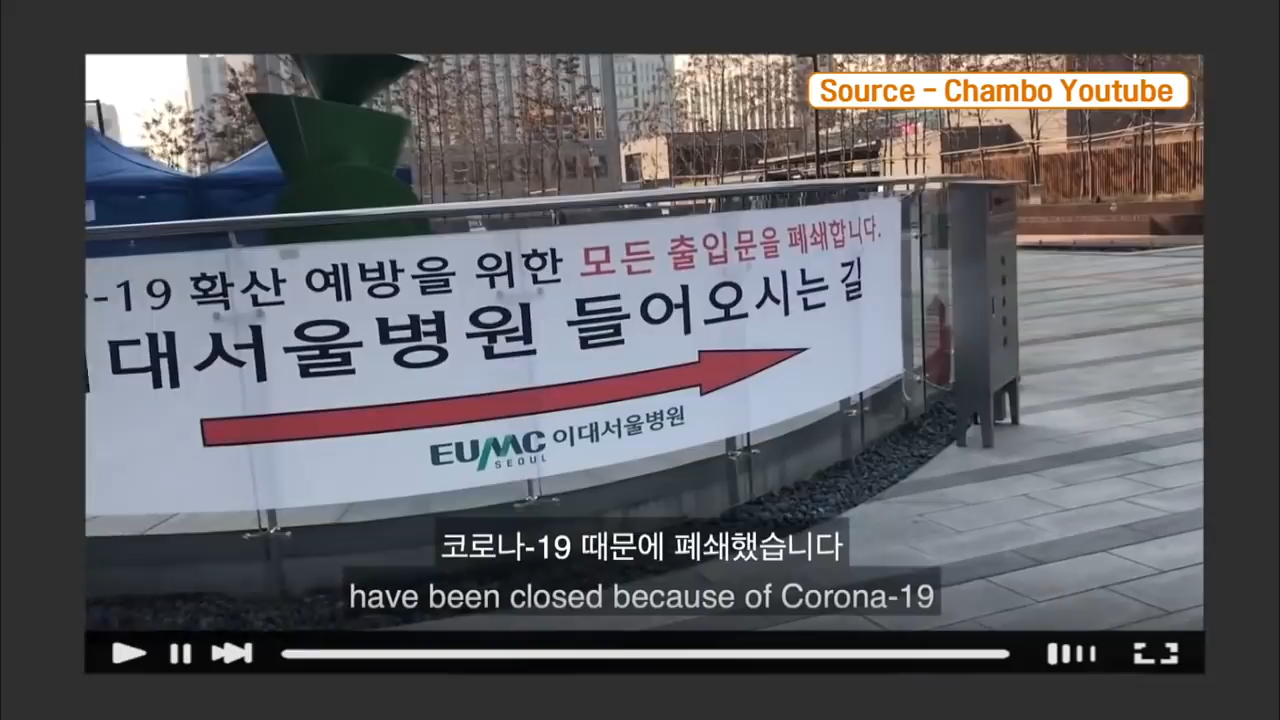 Source - Chambo Youtube
-19 확산 예방을 위한 모든 출입문을 폐쇄합니다.
대서울병원 들어오시는 길
EUMC SEOUL 이대서울병원
코로나-19 때문에 폐쇄했습니다
have been closed because of Corona-19